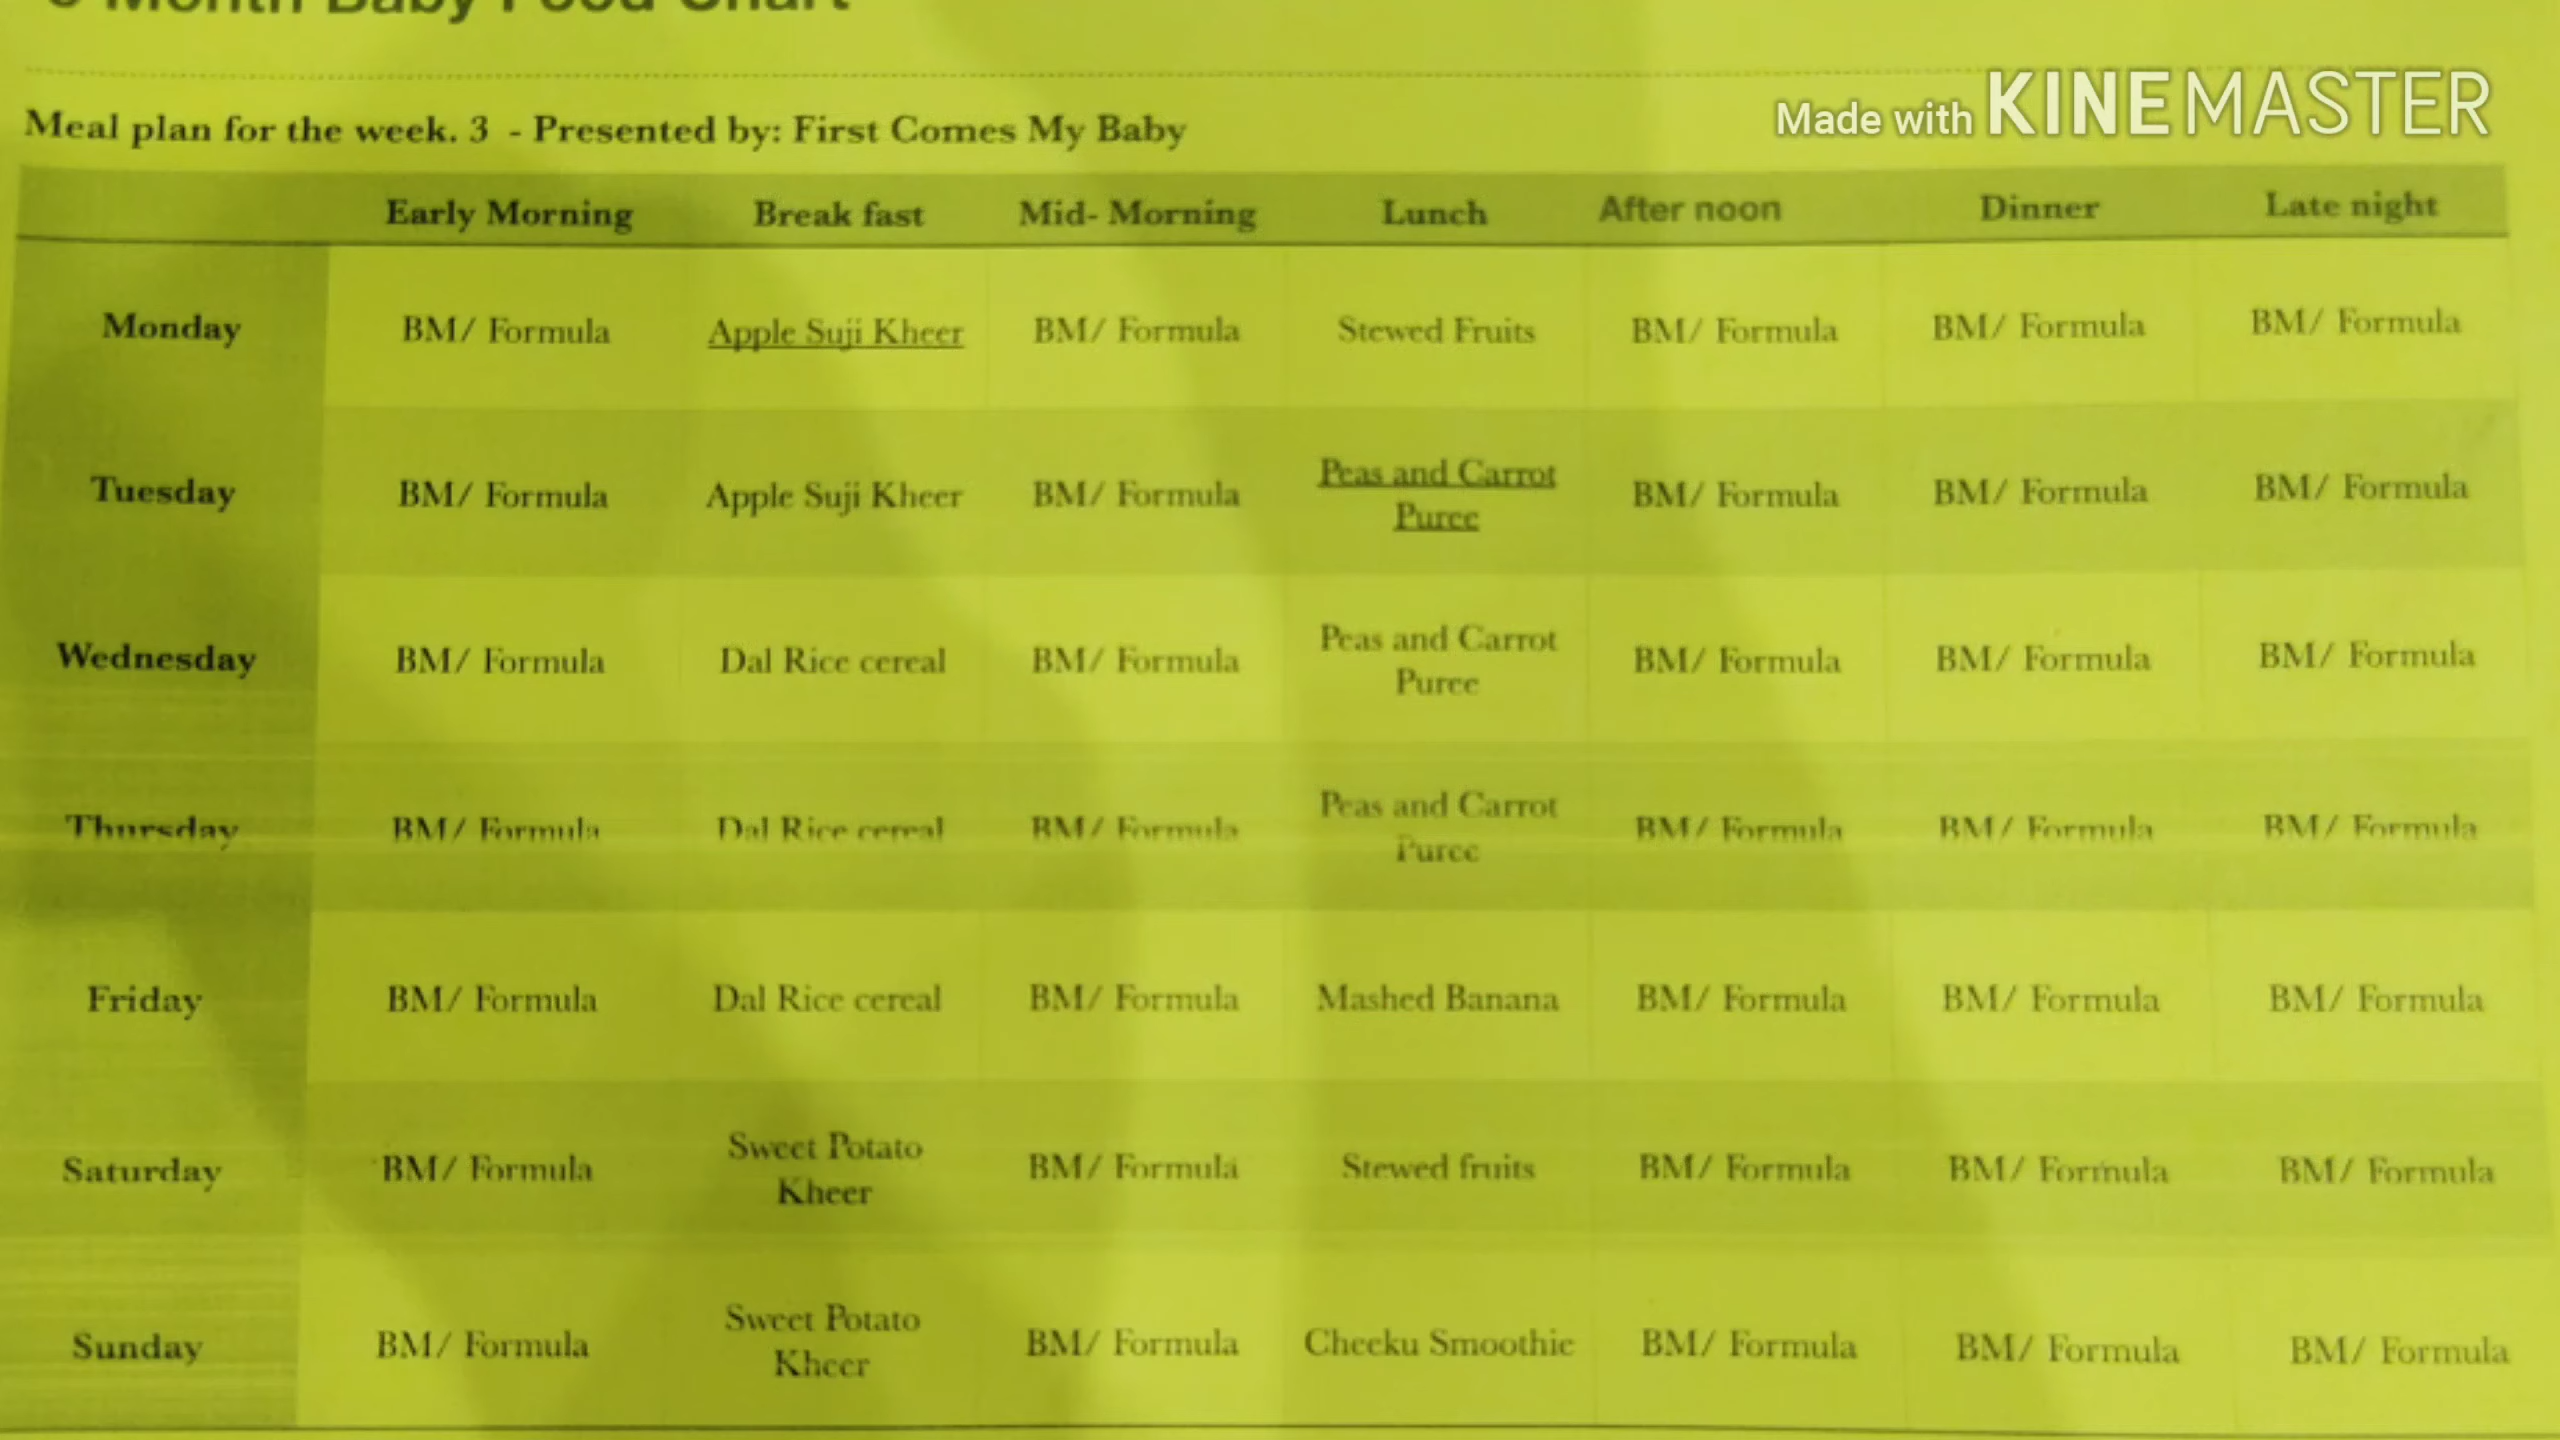 Month Baby Food Chart
Made with KINEMASTER
Meal plan for the week. 3 - Presented by: First Comes My Baby
Early Morning Break fast Mid- Morning Lunch After noon Dinner Late night
Monday BM/ Formula Apple Suji Kheer BM/ Formula Stewed Fruits BM/ Formula BM/ Formula BM/ Formula
Tuesday BM/ Formula Apple Suji Kheer BM/ Formula Peas and Carrot Puree BM/ Formula BM/ Formula BM/ Formula
Wednesday BM/ Formula Dal Rice cereal BM/ Formula Peas and Carrot Puree BM/ Formula BM/ Formula BM/ Formula
Thursday BM/ Formula Dal Rice cereal BM/ Formula Peas and Carrot Puree BM/ Formula BM/ Formula BM/ Formula
Friday BM/ Formula Dal Rice cereal BM/ Formula Mashed Banana BM/ Formula BM/ Formula BM/ Formula
Saturday BM/ Formula Sweet Potato Kheer BM/ Formula Stewed fruits BM/ Formula BM/ Formula BM/ Formula
Sunday BM/ Formula Sweet Potato Kheer BM/ Formula Cheeku Smoothie BM/ Formula BM/ Formula BM/ Formula